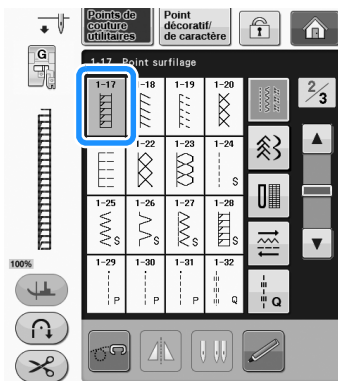 Points de couture utilitaires
Point décoratif/ de caractère
G
1-17 Point surfilage
1-17 1-18 1-19 1-20
2/3
1-22 1-23 1-24
S
1-25 1-26 1-27 1-28
S S S S
100%
1-29 1-30 1-31 1-32
P P P Q
Q